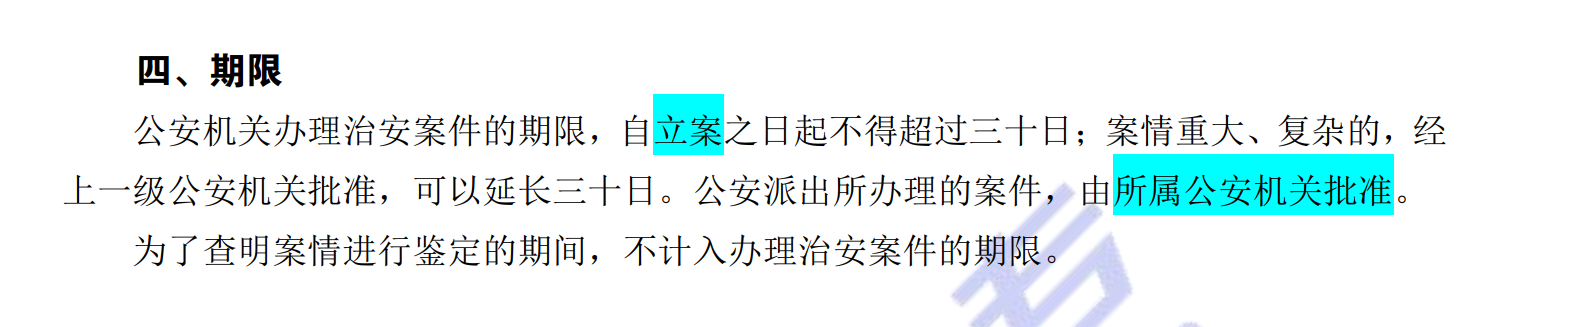 四、期限
公安机关办理治安案件的期限，自立案之日起不得超过三十日；案情重大、复杂的，经
上一级公安机关批准，可以延长三十日。公安派出所办理的案件，由所属公安机关批准。
为了查明案情进行鉴定的期间，不计入办理治安案件的期限。